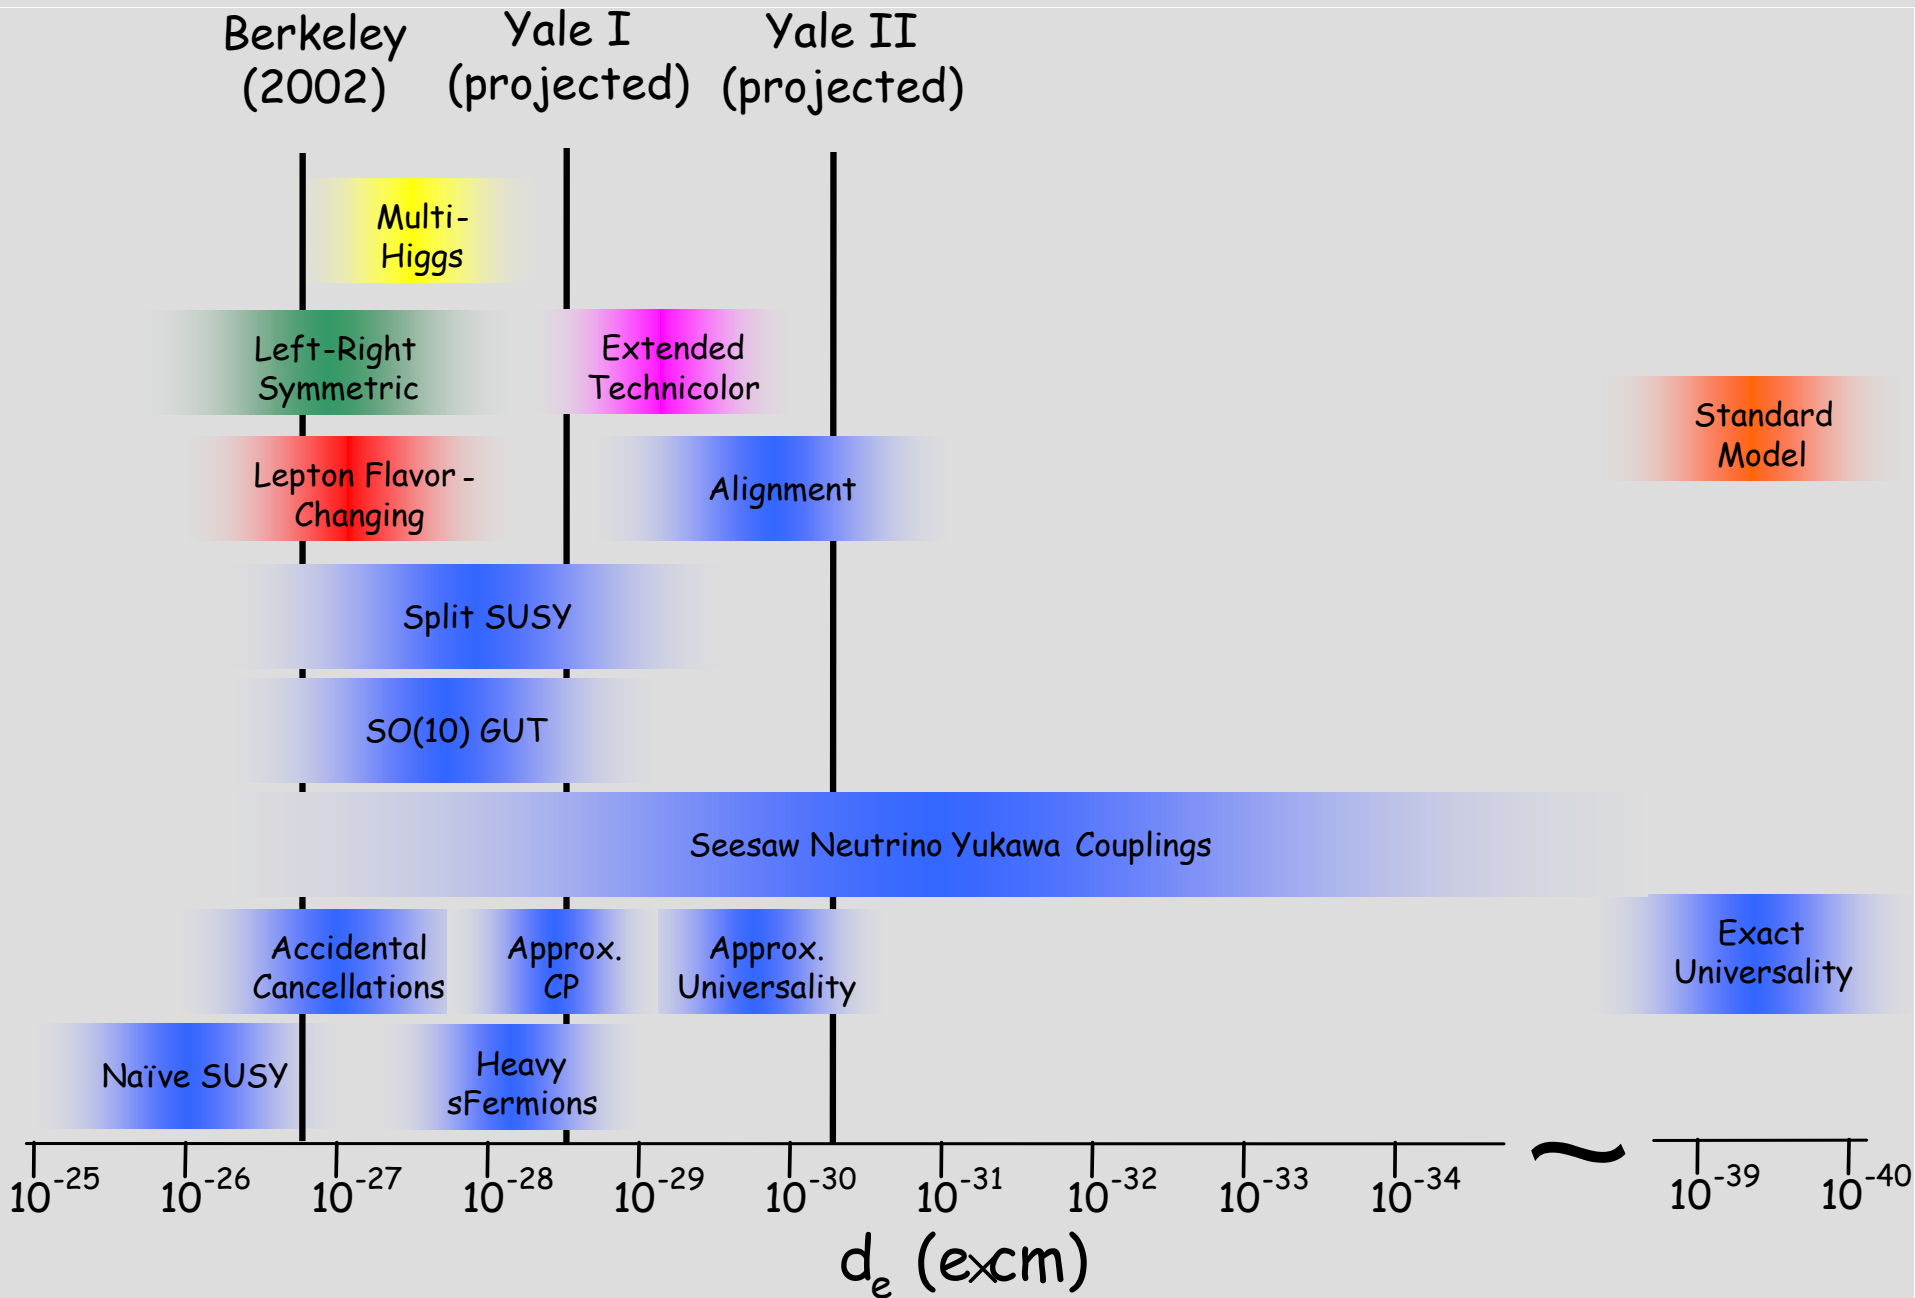 Berkeley
(2002)
Yale I
(projected)
Yale II
(projected)
Multi-
Higgs
Left-Right
Symmetric
Extended
Technicolor
Standard
Model
Lepton Flavor -
Changing
Alignment
Split SUSY
SO(10) GUT
Seesaw Neutrino Yukawa Couplings
Accidental
Cancellations
Approx.
CP
Approx.
Universality
Exact
Universality
Naïve SUSY
Heavy
sFermions
10⁻²⁵ 10⁻²⁶ 10⁻²⁷ 10⁻²⁸ 10⁻²⁹ 10⁻³⁰ 10⁻³¹ 10⁻³² 10⁻³³ 10⁻³⁴ ~ 10⁻³⁹ 10⁻⁴⁰
dₑ (e×cm)